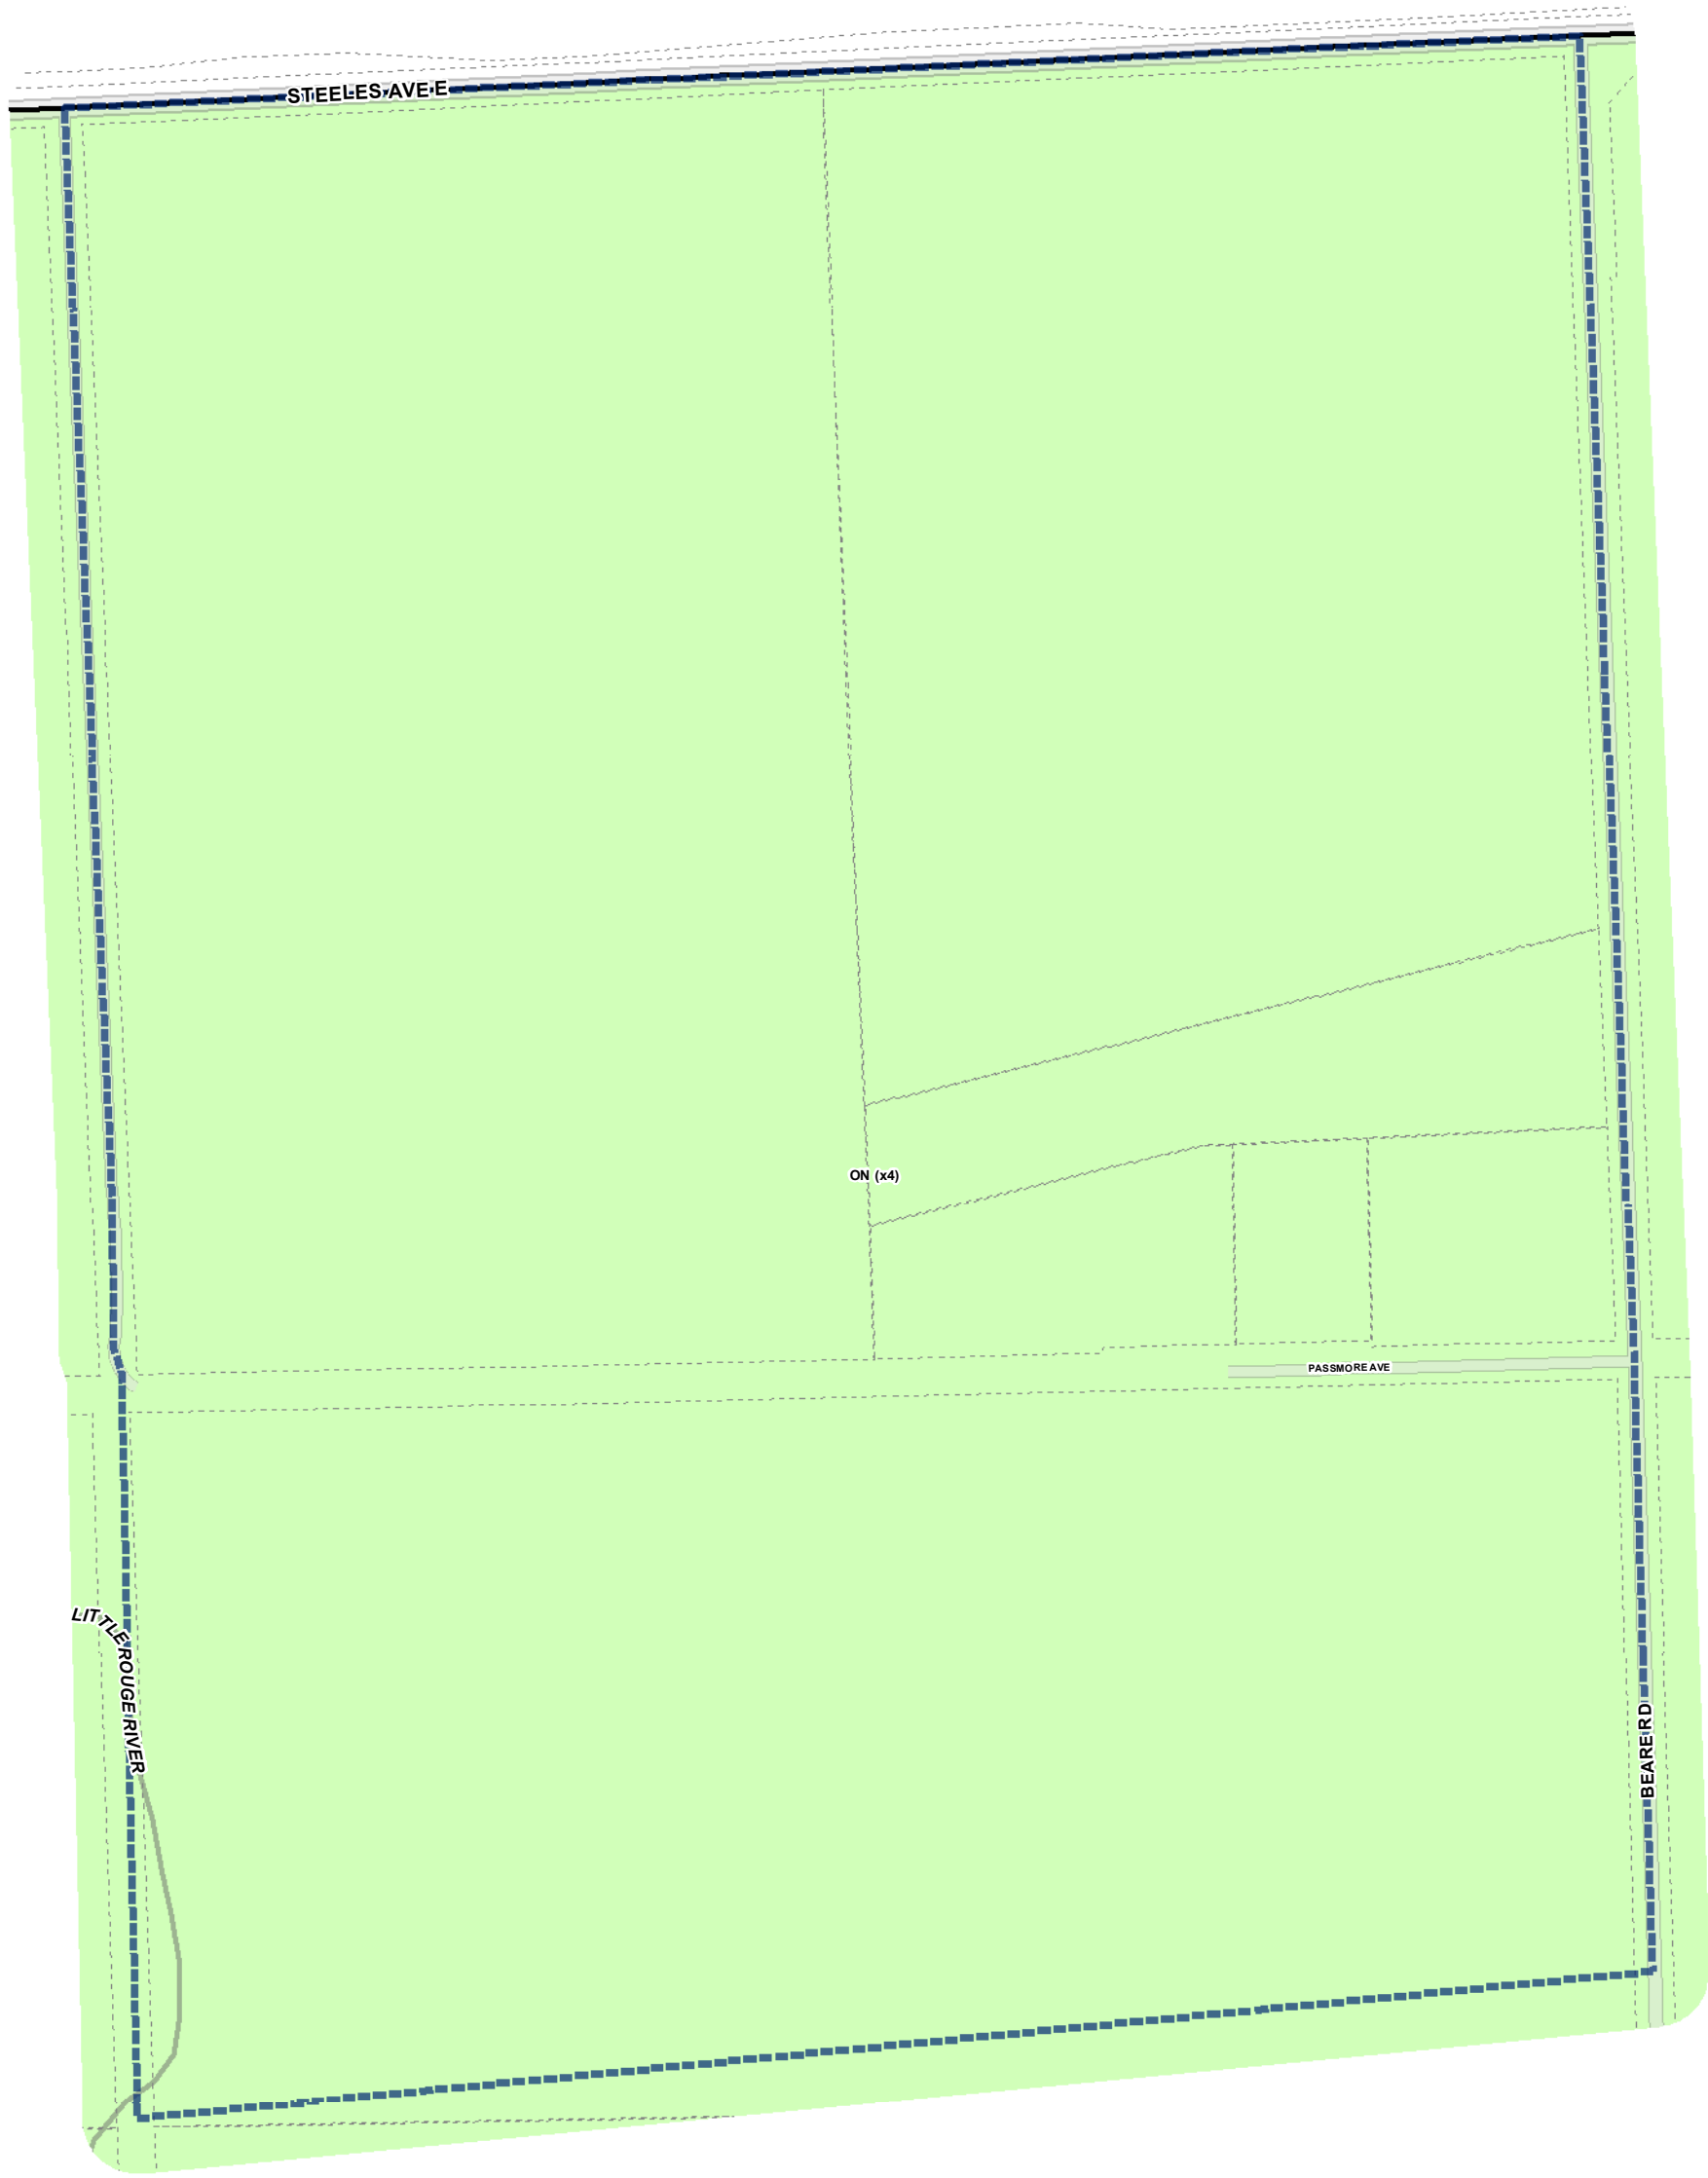 STEELES AVE E
ON (x4)
PASSMORE AVE
LITTLE ROUGE RIVER
BEARE RD